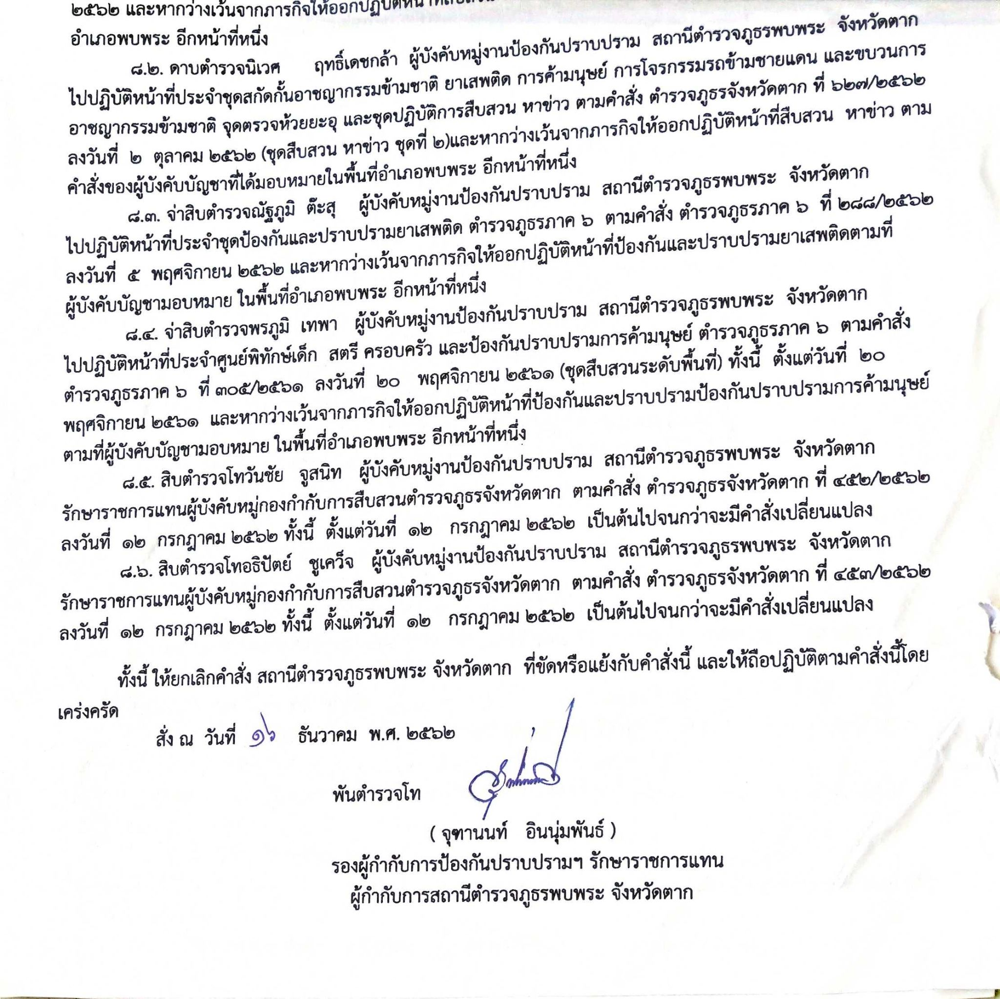 ๒๕๖๒ และหากว่างเว้นจากภารกิจให้ออกปฏิบัติหน้าที่สืบสวน
อำเภอพบพระ อีกหน้าที่หนึ่ง
๘.๒. ดาบตำรวจนิเวศ ฤทธิ์เดชกล้า ผู้บังคับหมู่งานป้องกันปราบปราม สถานีตำรวจภูธรพบพระ จังหวัดตาก
ไปปฏิบัติหน้าที่ประจำชุดสกัดกั้นอาชญากรรมข้ามชาติ ยาเสพติด การค้ามนุษย์ การโจรกรรมรถข้ามชายแดน และขบวนการ
อาชญากรรมข้ามชาติ จุดตรวจห้วยยะอุ และชุดปฏิบัติการสืบสวน หาข่าว ตามคำสั่ง ตำรวจภูธรจังหวัดตาก ที่ ๖๒๗/๒๕๖๒
ลงวันที่ ๒ ตุลาคม ๒๕๖๒ (ชุดสืบสวน หาข่าว ชุดที่ ๒)และหากว่างเว้นจากภารกิจให้ออกปฏิบัติหน้าที่สืบสวน หาข่าว ตาม
คำสั่งของผู้บังคับบัญชาที่ได้มอบหมายในพื้นที่อำเภอพบพระ อีกหน้าที่หนึ่ง
๘.๓. จ่าสิบตำรวจณัฐภูมิ ต๊ะสุ ผู้บังคับหมู่งานป้องกันปราบปราม สถานีตำรวจภูธรพบพระ จังหวัดตาก
ไปปฏิบัติหน้าที่ประจำชุดป้องกันและปราบปรามยาเสพติด ตำรวจภูธรภาค ๖ ตามคำสั่ง ตำรวจภูธรภาค ๖ ที่ ๒๘๘/๒๕๖๒
ลงวันที่ ๕ พฤศจิกายน ๒๕๖๒ และหากว่างเว้นจากภารกิจให้ออกปฏิบัติหน้าที่ป้องกันและปราบปรามยาเสพติดตามที่
ผู้บังคับบัญชามอบหมาย ในพื้นที่อำเภอพบพระ อีกหน้าที่หนึ่ง
๘.๔. จ่าสิบตำรวจพรภูมิ เทพา ผู้บังคับหมู่งานป้องกันปราบปราม สถานีตำรวจภูธรพบพระ จังหวัดตาก
ไปปฏิบัติหน้าที่ประจำศูนย์พิทักษ์เด็ก สตรี ครอบครัว และป้องกันปราบปรามการค้ามนุษย์ ตำรวจภูธรภาค ๖ ตามคำสั่ง
ตำรวจภูธรภาค ๖ ที่ ๓๐๕/๒๕๖๑ ลงวันที่ ๒๐ พฤศจิกายน ๒๕๖๑ (ชุดสืบสวนระดับพื้นที่) ทั้งนี้ ตั้งแต่วันที่ ๒๐
พฤศจิกายน ๒๕๖๑ และหากว่างเว้นจากภารกิจให้ออกปฏิบัติหน้าที่ป้องกันและปราบปรามป้องกันปราบปรามการค้ามนุษย์
ตามที่ผู้บังคับบัญชามอบหมาย ในพื้นที่อำเภอพบพระ อีกหน้าที่หนึ่ง
๘.๕. สิบตำรวจโทวันชัย จูสนิท ผู้บังคับหมู่งานป้องกันปราบปราม สถานีตำรวจภูธรพบพระ จังหวัดตาก
รักษาราชการแทนผู้บังคับหมู่กองกำกับการสืบสวนตำรวจภูธรจังหวัดตาก ตามคำสั่ง ตำรวจภูธรจังหวัดตาก ที่ ๔๕๒/๒๕๖๒
ลงวันที่ ๑๒ กรกฎาคม ๒๕๖๒ ทั้งนี้ ตั้งแต่วันที่ ๑๒ กรกฎาคม ๒๕๖๒ เป็นต้นไปจนกว่าจะมีคำสั่งเปลี่ยนแปลง
๘.๖. สิบตำรวจโทอธิปัตย์ ชูเคว็จ ผู้บังคับหมู่งานป้องกันปราบปราม สถานีตำรวจภูธรพบพระ จังหวัดตาก
รักษาราชการแทนผู้บังคับหมู่กองกำกับการสืบสวนตำรวจภูธรจังหวัดตาก ตามคำสั่ง ตำรวจภูธรจังหวัดตาก ที่ ๔๕๓/๒๕๖๒
ลงวันที่ ๑๒ กรกฎาคม ๒๕๖๒ ทั้งนี้ ตั้งแต่วันที่ ๑๒ กรกฎาคม ๒๕๖๒ เป็นต้นไปจนกว่าจะมีคำสั่งเปลี่ยนแปลง
ทั้งนี้ ให้ยกเลิกคำสั่ง สถานีตำรวจภูธรพบพระ จังหวัดตาก ที่ขัดหรือแย้งกับคำสั่งนี้ และให้ถือปฏิบัติตามคำสั่งนี้โดย
เคร่งครัด
สั่ง ณ วันที่ ๑๖ ธันวาคม พ.ศ. ๒๕๖๒
พันตำรวจโท
( จุฑานนท์ อินนุ่มพันธ์ )
รองผู้กำกับการป้องกันปราบปรามฯ รักษาราชการแทน
ผู้กำกับการสถานีตำรวจภูธรพบพระ จังหวัดตาก